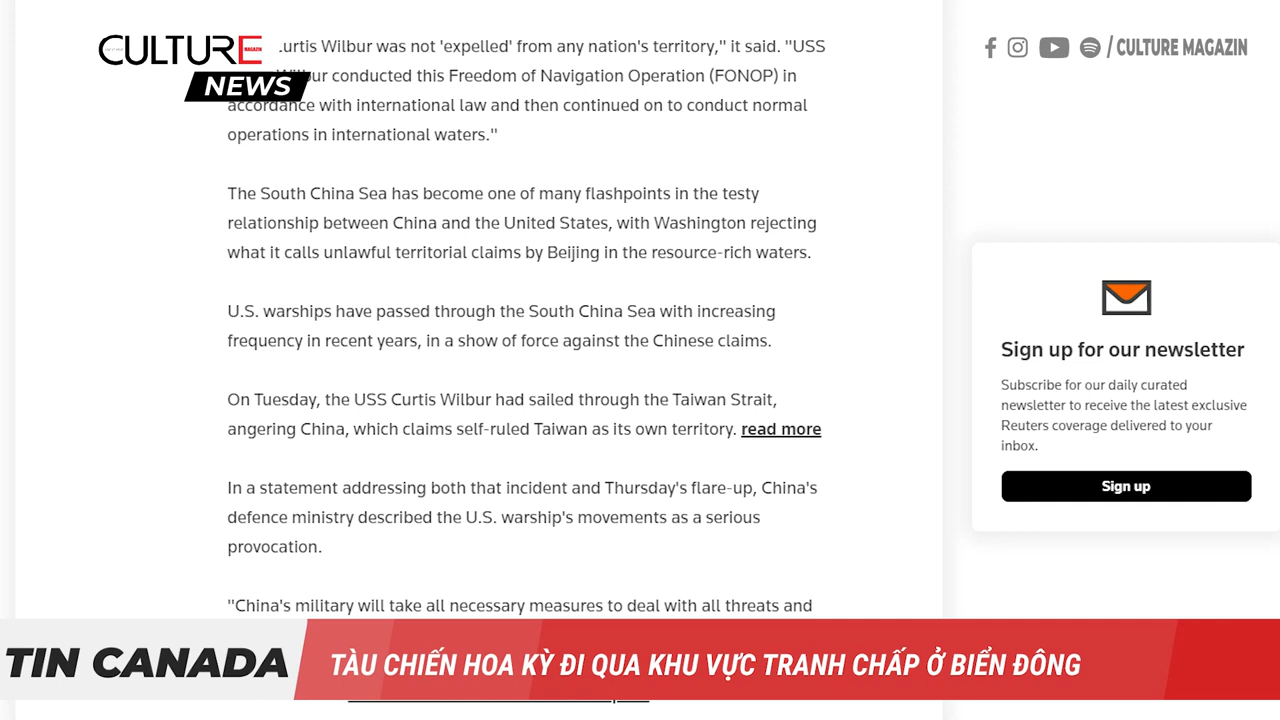 CULTURE
MAGAZIN
NEWS
/ CULTURE MAGAZIN
urtis Wilbur was not 'expelled' from any nation's territory," it said. "USS
Wilbur conducted this Freedom of Navigation Operation (FONOP) in
accordance with international law and then continued on to conduct normal
operations in international waters."
The South China Sea has become one of many flashpoints in the testy
relationship between China and the United States, with Washington rejecting
what it calls unlawful territorial claims by Beijing in the resource-rich waters.
U.S. warships have passed through the South China Sea with increasing
frequency in recent years, in a show of force against the Chinese claims.
On Tuesday, the USS Curtis Wilbur had sailed through the Taiwan Strait,
angering China, which claims self-ruled Taiwan as its own territory. read more
In a statement addressing both that incident and Thursday's flare-up, China's
defence ministry described the U.S. warship's movements as a serious
provocation.
"China's military will take all necessary measures to deal with all threats and
Sign up for our newsletter
Subscribe for our daily curated
newsletter to receive the latest exclusive
Reuters coverage delivered to your
inbox.
Sign up
TIN CANADA
TÀU CHIẾN HOA KỲ ĐI QUA KHU VỰC TRANH CHẤP Ở BIỂN ĐÔNG